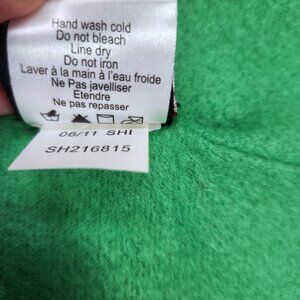 Hand wash cold
Do not bleach
Line dry
Do not iron
Laver à la main à l'eau froide
Ne Pas javelliser
Etendre
Ne pas repasser
06/11 SHI
SH216815